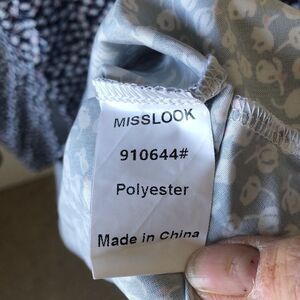 MISSLOOK
910644#
Polyester
Made in China